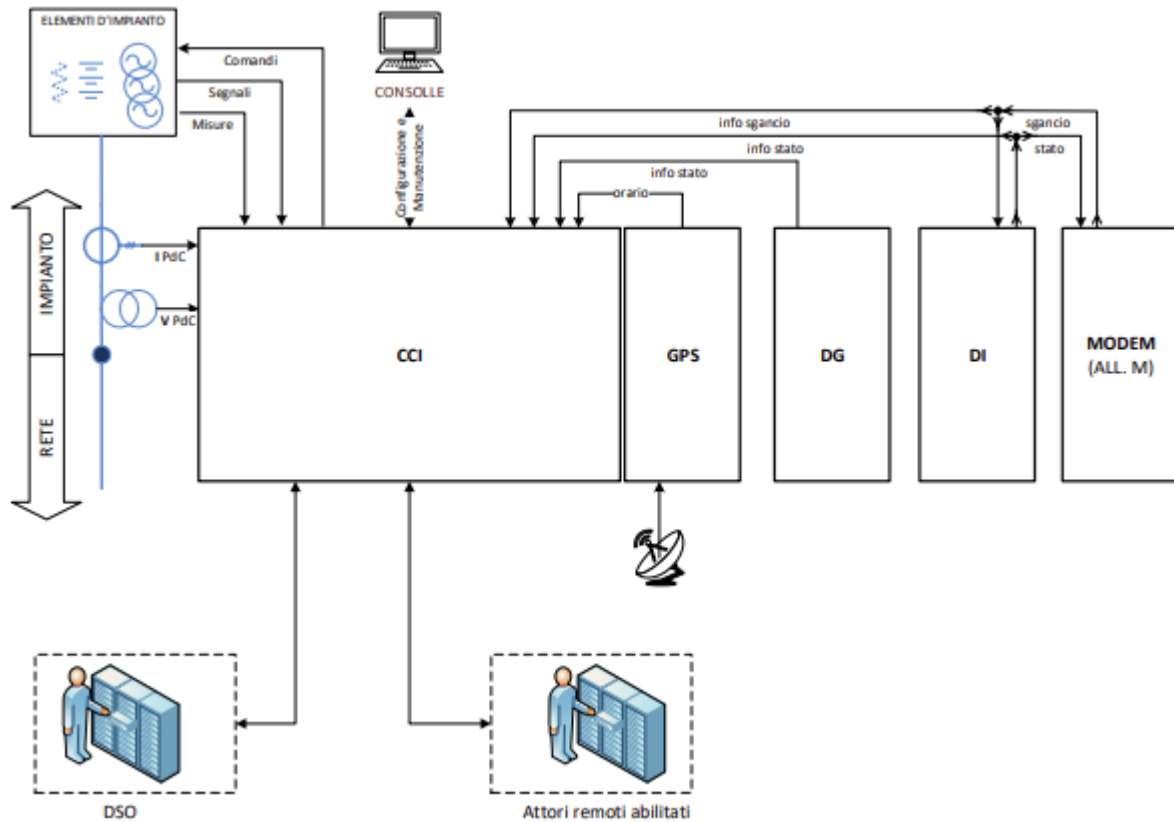 ELEMENTI D'IMPIANTO
Comandi
Segnali
Misure
CONSOLLE
Configurazione e
Manutenzione
info sgancio
sgancio
info stato
stato
info stato
orario
IMPIANTO
RETE
I PdC
V PdC
CCI
GPS
DG
DI
MODEM
(ALL. M)
DSO
Attori remoti abilitati